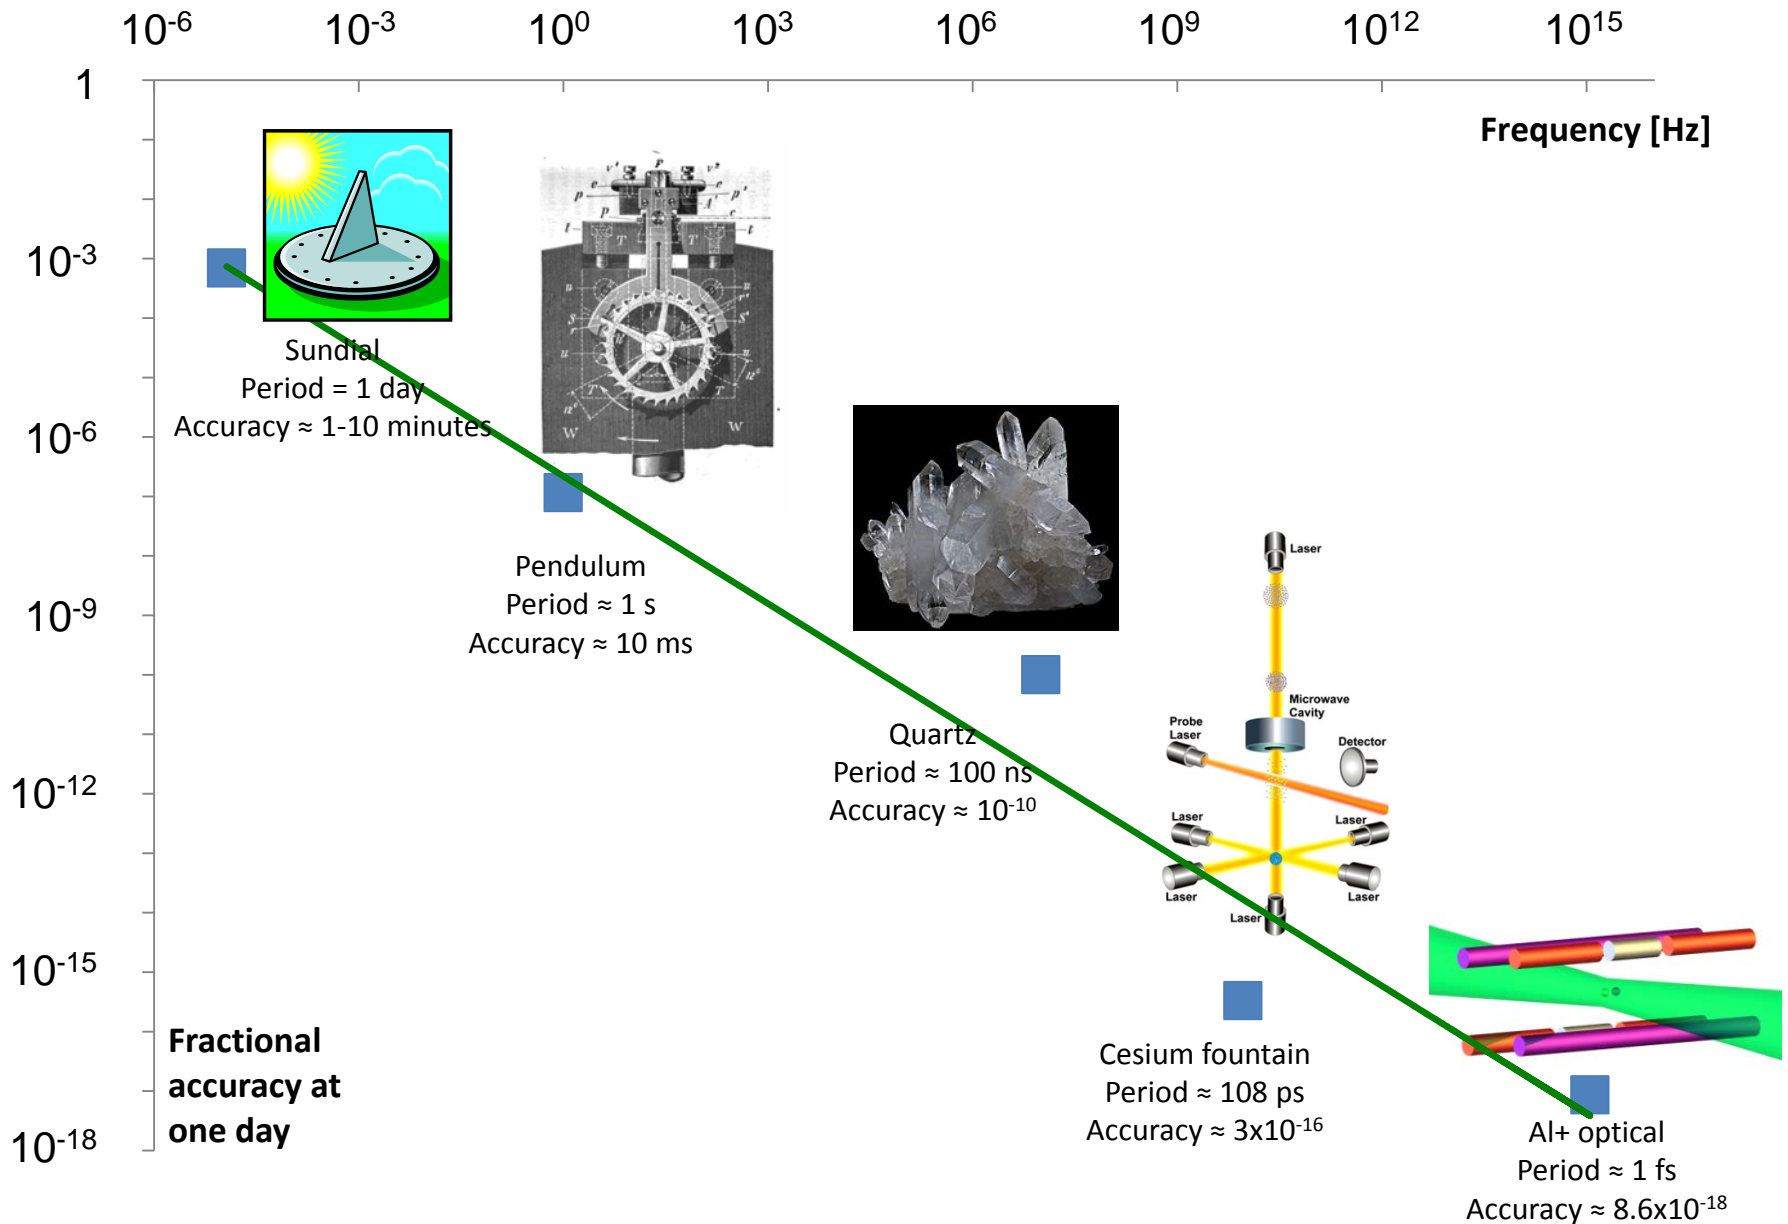 10⁻⁶ 10⁻³ 10⁰ 10³ 10⁶ 10⁹ 10¹² 10¹⁵
Frequency [Hz]
1
10⁻³
10⁻⁶
10⁻⁹
10⁻¹²
10⁻¹⁵
10⁻¹⁸
Fractional
accuracy at
one day
Sundial
Period = 1 day
Accuracy ≈ 1-10 minutes
Pendulum
Period ≈ 1 s
Accuracy ≈ 10 ms
Quartz
Period ≈ 100 ns
Accuracy ≈ 10⁻¹⁰
Laser
Microwave
Cavity
Probe
Laser
Detector
Laser
Laser
Laser
Laser
Laser
Cesium fountain
Period ≈ 108 ps
Accuracy ≈ 3x10⁻¹⁶
Al+ optical
Period ≈ 1 fs
Accuracy ≈ 8.6x10⁻¹⁸
W W